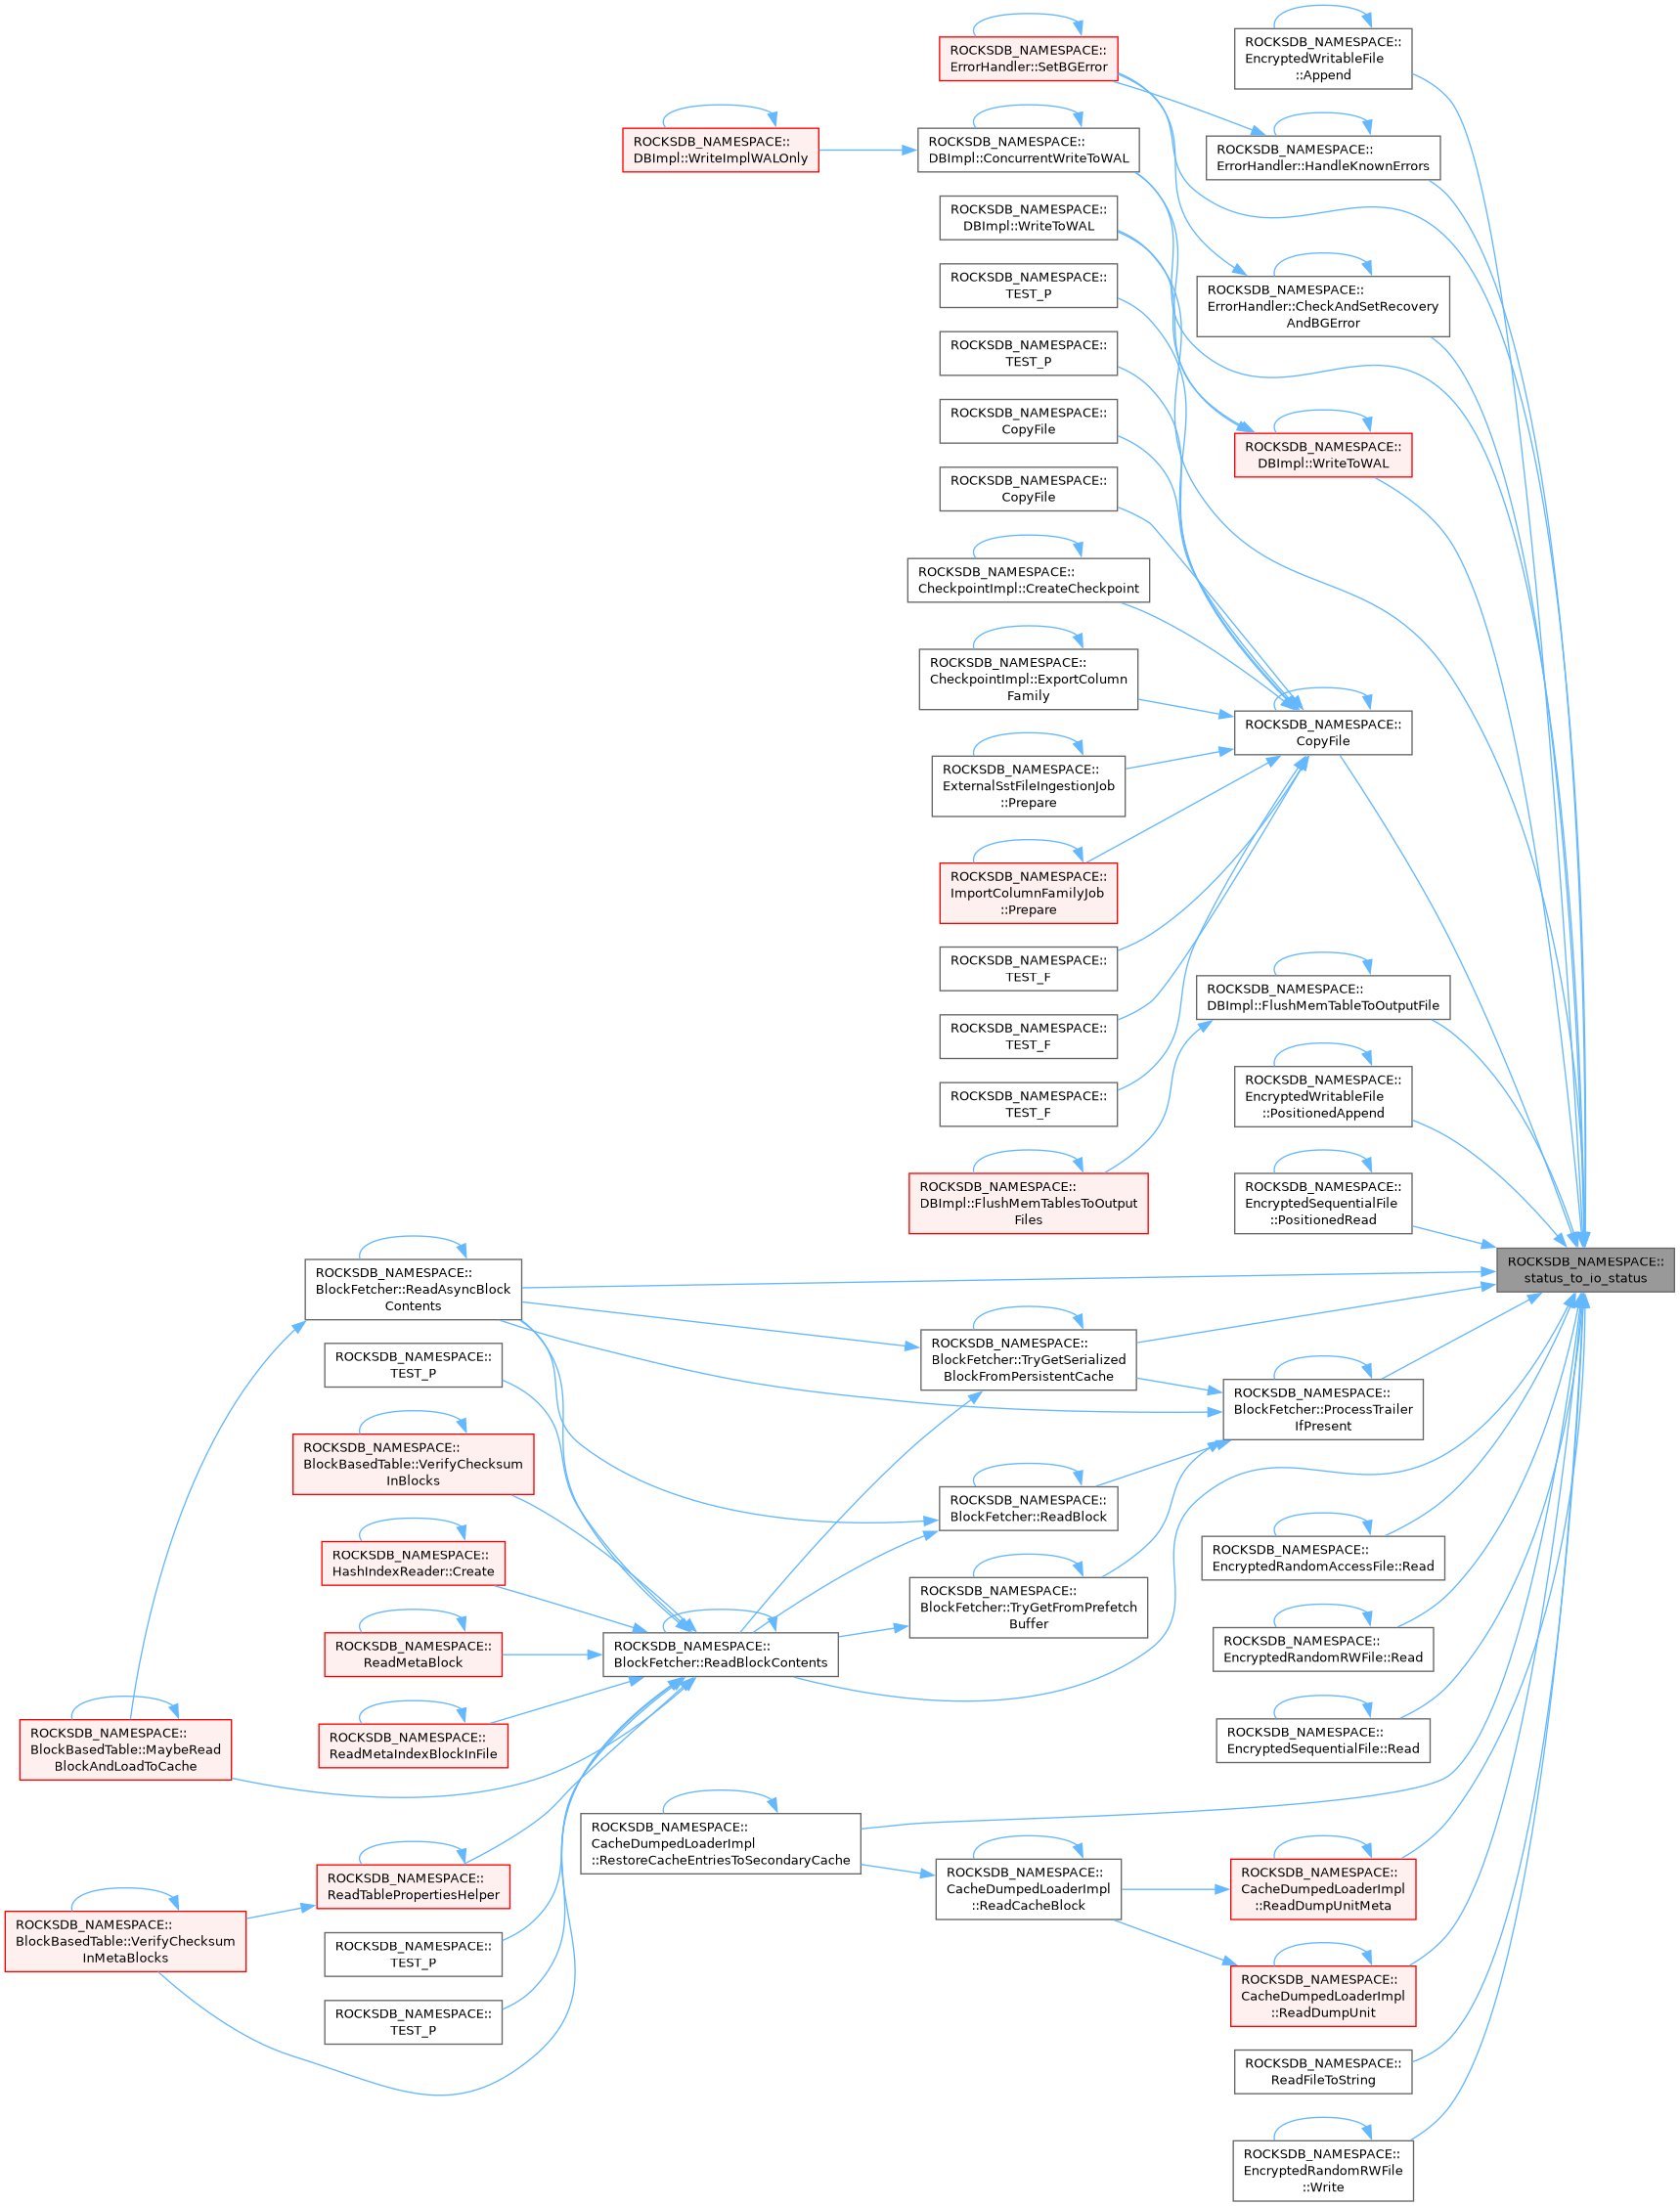 ROCKSDB_NAMESPACE::
EncryptedWritableFile
::Append
ROCKSDB_NAMESPACE::
ErrorHandler::SetBGError
ROCKSDB_NAMESPACE::
DBImpl::WriteImplWALOnly
ROCKSDB_NAMESPACE::
DBImpl::ConcurrentWriteToWAL
ROCKSDB_NAMESPACE::
ErrorHandler::HandleKnownErrors
ROCKSDB_NAMESPACE::
DBImpl::WriteToWAL
ROCKSDB_NAMESPACE::
TEST_P
ROCKSDB_NAMESPACE::
ErrorHandler::CheckAndSetRecovery
AndBGError
ROCKSDB_NAMESPACE::
TEST_P
ROCKSDB_NAMESPACE::
CopyFile
ROCKSDB_NAMESPACE::
DBImpl::WriteToWAL
ROCKSDB_NAMESPACE::
CopyFile
ROCKSDB_NAMESPACE::
CheckpointImpl::CreateCheckpoint
ROCKSDB_NAMESPACE::
CheckpointImpl::ExportColumn
Family
ROCKSDB_NAMESPACE::
CopyFile
ROCKSDB_NAMESPACE::
ExternalSstFileIngestionJob
::Prepare
ROCKSDB_NAMESPACE::
ImportColumnFamilyJob
::Prepare
ROCKSDB_NAMESPACE::
TEST_F
ROCKSDB_NAMESPACE::
DBImpl::FlushMemTableToOutputFile
ROCKSDB_NAMESPACE::
TEST_F
ROCKSDB_NAMESPACE::
EncryptedWritableFile
::PositionedAppend
ROCKSDB_NAMESPACE::
TEST_F
ROCKSDB_NAMESPACE::
DBImpl::FlushMemTablesToOutput
Files
ROCKSDB_NAMESPACE::
EncryptedSequentialFile
::PositionedRead
ROCKSDB_NAMESPACE::
status_to_io_status
ROCKSDB_NAMESPACE::
BlockFetcher::ReadAsyncBlock
Contents
ROCKSDB_NAMESPACE::
TEST_P
ROCKSDB_NAMESPACE::
BlockFetcher::TryGetSerialized
BlockFromPersistentCache
ROCKSDB_NAMESPACE::
BlockFetcher::ProcessTrailer
IfPresent
ROCKSDB_NAMESPACE::
BlockBasedTable::VerifyChecksum
InBlocks
ROCKSDB_NAMESPACE::
BlockFetcher::ReadBlock
ROCKSDB_NAMESPACE::
HashIndexReader::Create
ROCKSDB_NAMESPACE::
EncryptedRandomAccessFile::Read
ROCKSDB_NAMESPACE::
BlockFetcher::TryGetFromPrefetch
Buffer
ROCKSDB_NAMESPACE::
ReadMetaBlock
ROCKSDB_NAMESPACE::
BlockFetcher::ReadBlockContents
ROCKSDB_NAMESPACE::
EncryptedRandomRWFile::Read
ROCKSDB_NAMESPACE::
BlockBasedTable::MaybeRead
BlockAndLoadToCache
ROCKSDB_NAMESPACE::
ReadMetaIndexBlockInFile
ROCKSDB_NAMESPACE::
EncryptedSequentialFile::Read
ROCKSDB_NAMESPACE::
CacheDumpedLoaderImpl
::RestoreCacheEntriesToSecondaryCache
ROCKSDB_NAMESPACE::
ReadTablePropertiesHelper
ROCKSDB_NAMESPACE::
CacheDumpedLoaderImpl
::ReadCacheBlock
ROCKSDB_NAMESPACE::
CacheDumpedLoaderImpl
::ReadDumpUnitMeta
ROCKSDB_NAMESPACE::
BlockBasedTable::VerifyChecksum
InMetaBlocks
ROCKSDB_NAMESPACE::
TEST_P
ROCKSDB_NAMESPACE::
CacheDumpedLoaderImpl
::ReadDumpUnit
ROCKSDB_NAMESPACE::
TEST_P
ROCKSDB_NAMESPACE::
ReadFileToString
ROCKSDB_NAMESPACE::
EncryptedRandomRWFile
::Write